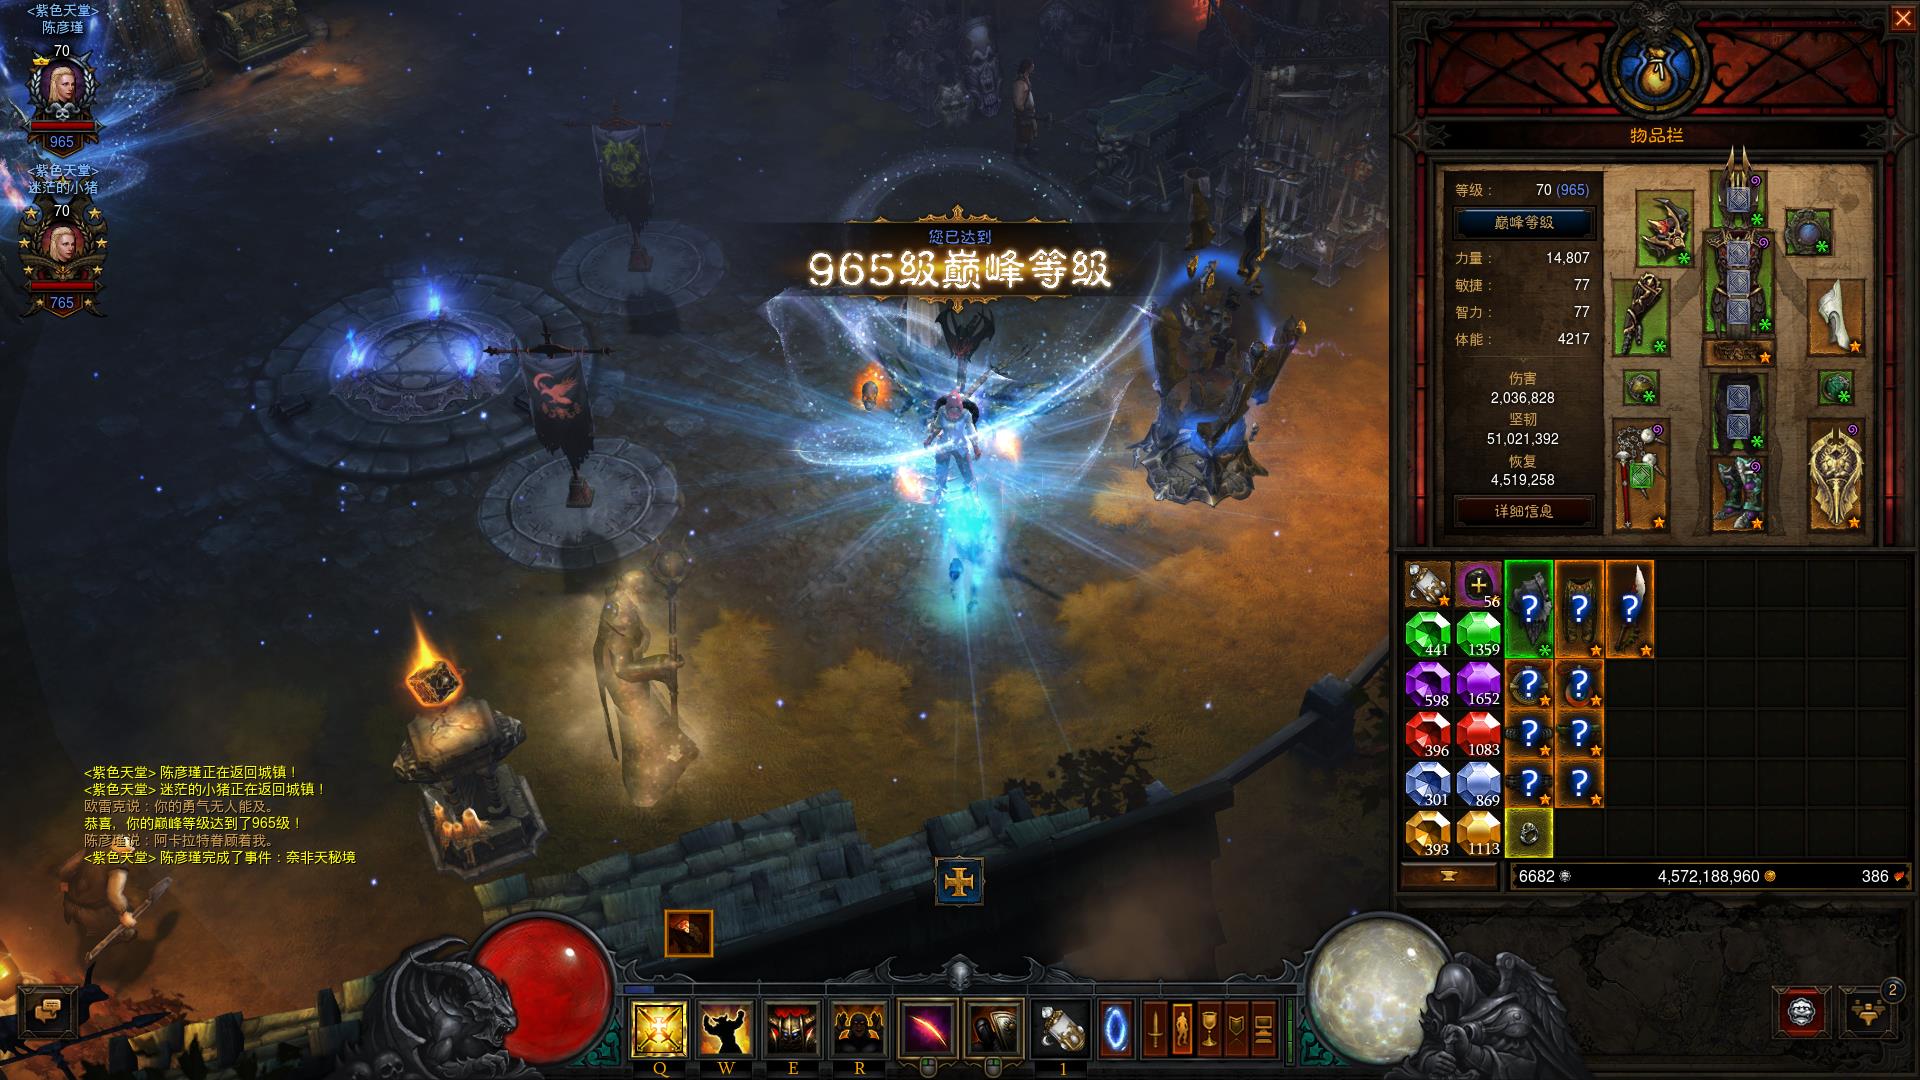 <紫色天堂>
陈彦瑾
70
965
<紫色天堂>
迷茫的小猪
70
765
您已达到
965级巅峰等级
物品栏
等级： 70 (965)
巅峰等级
力量： 14,807
敏捷： 77
智力： 77
体能： 4217
伤害
2,036,828
坚韧
51,021,392
恢复
4,519,258
详细信息
56
441 1359
598 1652
396 1083
301 869
393 1113
6682 4,572,188,960 386
<紫色天堂> 陈彦瑾正在返回城镇！
<紫色天堂> 迷茫的小猪正在返回城镇！
欧雷克说：你的勇气无人能及。
恭喜，你的巅峰等级达到了965级！
陈彦瑾说：阿卡拉特眷顾着我。
<紫色天堂> 陈彦瑾完成了事件：奈非天秘境
Q W E R 1
2